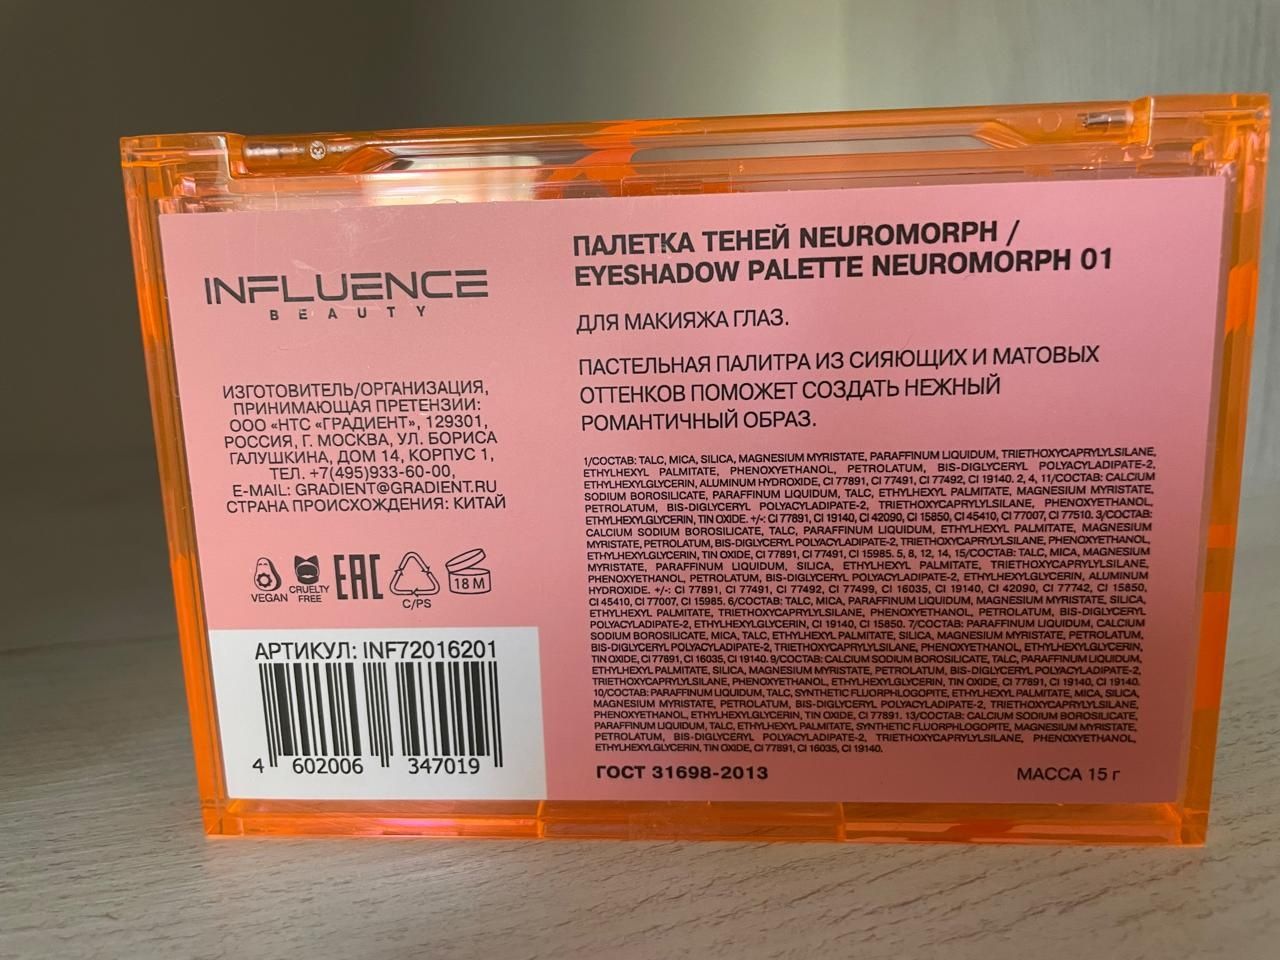 INFLUENCE
BEAUTY
ИЗГОТОВИТЕЛЬ/ОРГАНИЗАЦИЯ,
ПРИНИМАЮЩАЯ ПРЕТЕНЗИИ:
ООО «НТС «ГРАДИЕНТ», 129301,
РОССИЯ, Г. МОСКВА, УЛ. БОРИСА
ГАЛУШКИНА, ДОМ 14, КОРПУС 1,
ТЕЛ. +7(495)933-60-00,
E-MAIL: GRADIENT@GRADIENT.RU
СТРАНА ПРОИСХОЖДЕНИЯ: КИТАЙ
VEGAN
CRUELTY
FREE
EAC
C/PS
18 M
АРТИКУЛ: INF72016201
4 602006 347019
ПАЛЕТКА ТЕНЕЙ NEUROMORPH /
EYESHADOW PALETTE NEUROMORPH 01
ДЛЯ МАКИЯЖА ГЛАЗ.
ПАСТЕЛЬНАЯ ПАЛИТРА ИЗ СИЯЮЩИХ И МАТОВЫХ
ОТТЕНКОВ ПОМОЖЕТ СОЗДАТЬ НЕЖНЫЙ
РОМАНТИЧНЫЙ ОБРАЗ.
1/СОСТАВ: TALC, MICA, SILICA, MAGNESIUM MYRISTATE, PARAFFINUM LIQUIDUM, TRIETHOXYCAPRYLYLSILANE,
ETHYLHEXYL PALMITATE, PHENOXYETHANOL, PETROLATUM, BIS-DIGLYCERYL POLYACYLADIPATE-2,
ETHYLHEXYLGLYCERIN, ALUMINUM HYDROXIDE, CI 77891, CI 77491, CI 77492, CI 19140. 2, 4, 11/СОСТАВ: CALCIUM
SODIUM BOROSILICATE, PARAFFINUM LIQUIDUM, TALC, ETHYLHEXYL PALMITATE, MAGNESIUM MYRISTATE,
PETROLATUM, BIS-DIGLYCERYL POLYACYLADIPATE-2, TRIETHOXYCAPRYLYLSILANE, PHENOXYETHANOL,
ETHYLHEXYLGLYCERIN, TIN OXIDE. +/-: CI 77891, CI 19140, CI 42090, CI 15850, CI 45410, CI 77007, CI 77510. 3/СОСТАВ:
CALCIUM SODIUM BOROSILICATE, TALC, PARAFFINUM LIQUIDUM, ETHYLHEXYL PALMITATE, MAGNESIUM
MYRISTATE, PETROLATUM, BIS-DIGLYCERYL POLYACYLADIPATE-2, TRIETHOXYCAPRYLYLSILANE, PHENOXYETHANOL,
ETHYLHEXYLGLYCERIN, TIN OXIDE, CI 77891, CI 77491, CI 15985. 5, 8, 12, 14, 15/СОСТАВ: TALC, MICA, MAGNESIUM
MYRISTATE, PARAFFINUM LIQUIDUM, SILICA, ETHYLHEXYL PALMITATE, TRIETHOXYCAPRYLYLSILANE,
PHENOXYETHANOL, PETROLATUM, BIS-DIGLYCERYL POLYACYLADIPATE-2, ETHYLHEXYLGLYCERIN, ALUMINUM
HYDROXIDE. +/-: CI 77891, CI 77491, CI 77492, CI 77499, CI 16035, CI 19140, CI 42090, CI 77742, CI 15850,
CI 45410, CI 77007, CI 15985. 6/СОСТАВ: TALC, MICA, PARAFFINUM LIQUIDUM, MAGNESIUM MYRISTATE, SILICA,
ETHYLHEXYL PALMITATE, TRIETHOXYCAPRYLYLSILANE, PHENOXYETHANOL, PETROLATUM, BIS-DIGLYCERYL
POLYACYLADIPATE-2, ETHYLHEXYLGLYCERIN, CI 19140, CI 15850. 7/СОСТАВ: PARAFFINUM LIQUIDUM, CALCIUM
SODIUM BOROSILICATE, MICA, TALC, ETHYLHEXYL PALMITATE, SILICA, MAGNESIUM MYRISTATE, PETROLATUM,
BIS-DIGLYCERYL POLYACYLADIPATE-2, TRIETHOXYCAPRYLYLSILANE, PHENOXYETHANOL, ETHYLHEXYLGLYCERIN,
TIN OXIDE, CI 77891, CI 16035, CI 19140. 9/СОСТАВ: CALCIUM SODIUM BOROSILICATE, TALC, PARAFFINUM LIQUIDUM,
ETHYLHEXYL PALMITATE, SILICA, MAGNESIUM MYRISTATE, PETROLATUM, BIS-DIGLYCERYL POLYACYLADIPATE-2,
TRIETHOXYCAPRYLYLSILANE, PHENOXYETHANOL, ETHYLHEXYLGLYCERIN, TIN OXIDE, CI 77891, CI 19140, CI 19140.
10/СОСТАВ: PARAFFINUM LIQUIDUM, TALC, SYNTHETIC FLUORPHLOGOPITE, ETHYLHEXYL PALMITATE, MICA, SILICA,
MAGNESIUM MYRISTATE, PETROLATUM, BIS-DIGLYCERYL POLYACYLADIPATE-2, TRIETHOXYCAPRYLYLSILANE,
PHENOXYETHANOL, ETHYLHEXYLGLYCERIN, TIN OXIDE, CI 77891. 13/СОСТАВ: CALCIUM SODIUM BOROSILICATE,
PARAFFINUM LIQUIDUM, TALC, ETHYLHEXYL PALMITATE, SYNTHETIC FLUORPHLOGOPITE, MAGNESIUM MYRISTATE,
PETROLATUM, BIS-DIGLYCERYL POLYACYLADIPATE-2, TRIETHOXYCAPRYLYLSILANE, PHENOXYETHANOL,
ETHYLHEXYLGLYCERIN, TIN OXIDE, CI 77891, CI 16035, CI 19140.
ГОСТ 31698-2013
МАССА 15 г